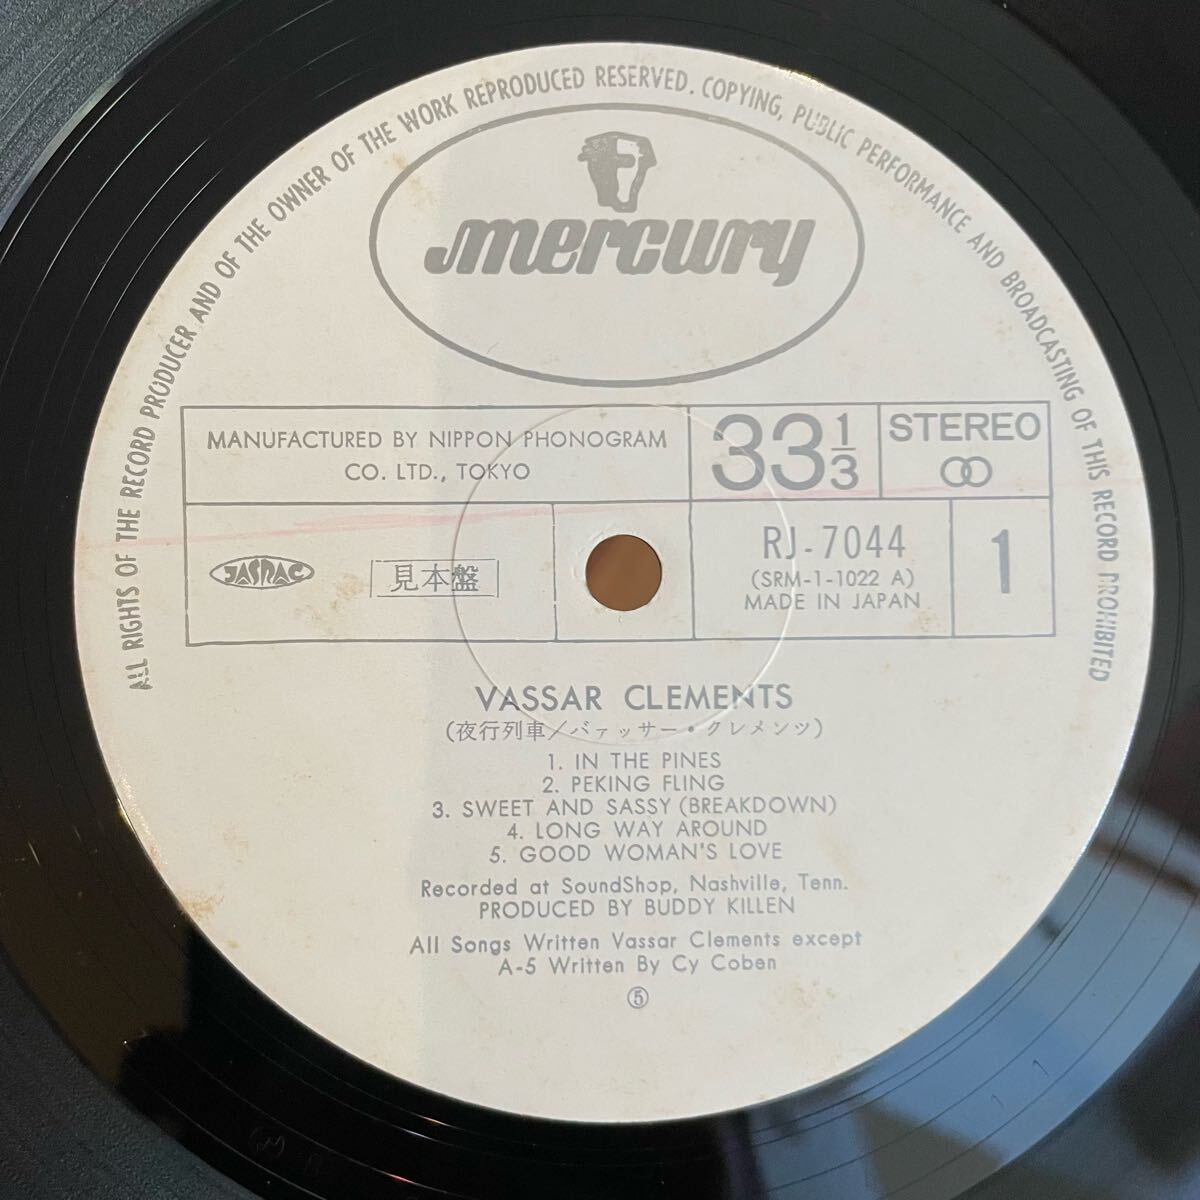 ALL RIGHTS OF THE RECORD PRODUCER AND OF THE OWNER OF THE WORK REPRODUCED RESERVED. COPYING, PUBLIC PERFORMANCE AND BROADCASTING OF THIS RECORD PROHIBITED
mercury
MANUFACTURED BY NIPPON PHONOGRAM
CO. LTD., TOKYO
33 1/3
STEREO
JASRAC
見本盤
RJ-7044
(SRM-1-1022 A)
MADE IN JAPAN
1
VASSAR CLEMENTS
(夜行列車/バァッサー・クレメンツ)
1. IN THE PINES
2. PEKING FLING
3. SWEET AND SASSY (BREAKDOWN)
4. LONG WAY AROUND
5. GOOD WOMAN'S LOVE
Recorded at SoundShop, Nashville, Tenn.
PRODUCED BY BUDDY KILLEN
All Songs Written Vassar Clements except
A-5 Written By Cy Coben
⑤